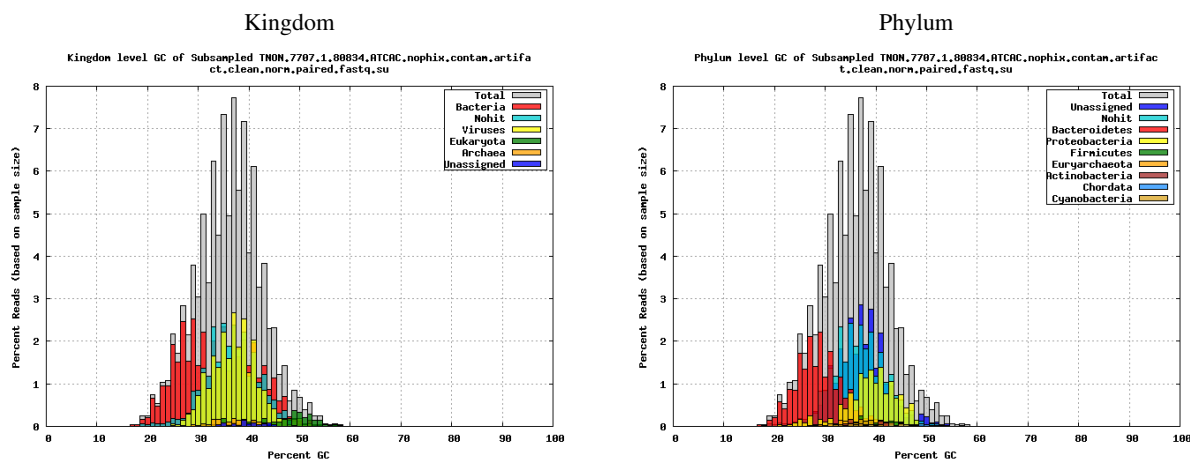 Kingdom
Kingdom level GC of Subsampled TNON.7707.1.80834.ATCAC.nophix.contam.artifa
ct.clean.norm.paired.fastq.su
Percent Reads (based on sample size)
8
7
6
5
4
3
2
1
0
Total
Bacteria
Nohit
Viruses
Eukaryota
Archaea
Unassigned
0 10 20 30 40 50 60 70 80 90 100
Percent GC
Phylum
Phylum level GC of Subsampled TNON.7707.1.80834.ATCAC.nophix.contam.artifac
t.clean.norm.paired.fastq.su
Percent Reads (based on sample size)
8
7
6
5
4
3
2
1
0
Total
Unassigned
Nohit
Bacteroidetes
Proteobacteria
Firmicutes
Euryarchaeota
Actinobacteria
Chordata
Cyanobacteria
0 10 20 30 40 50 60 70 80 90 100
Percent GC